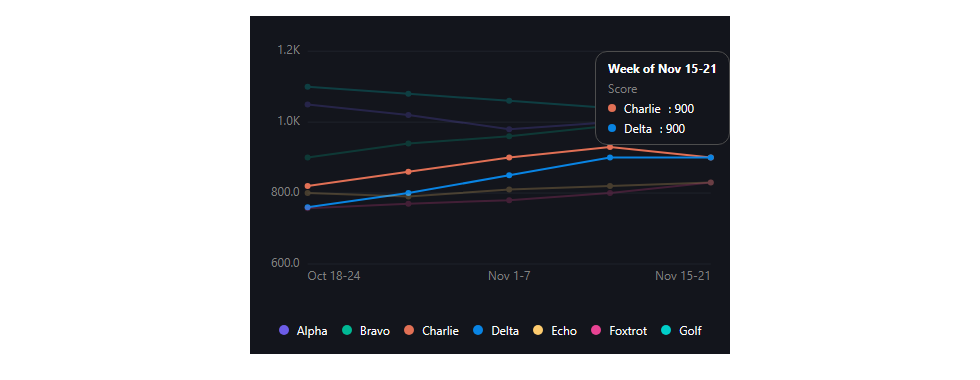 1.2K
Week of Nov 15-21
Score
Charlie : 900
1.0K
Delta : 900
800.0
600.0
Oct 18-24 Nov 1-7 Nov 15-21
Alpha Bravo Charlie Delta Echo Foxtrot Golf